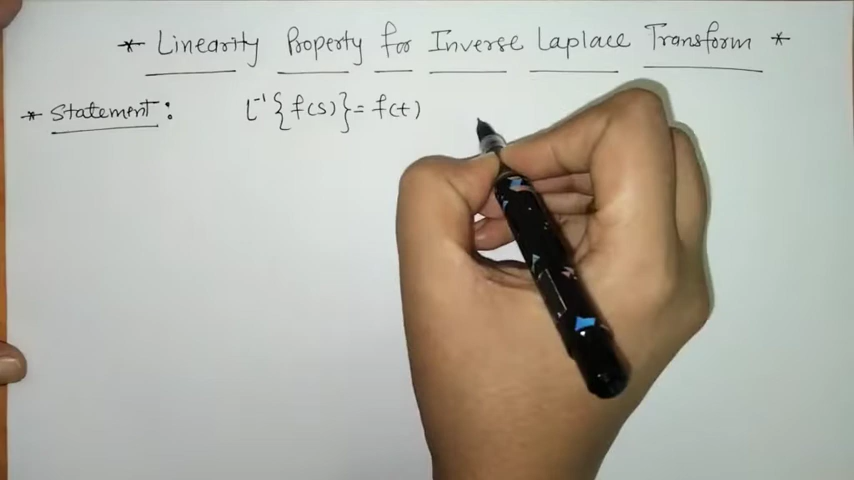 * Linearity Property for Inverse Laplace Transform *
* Statement : L⁻¹{f(s)} = f(t)